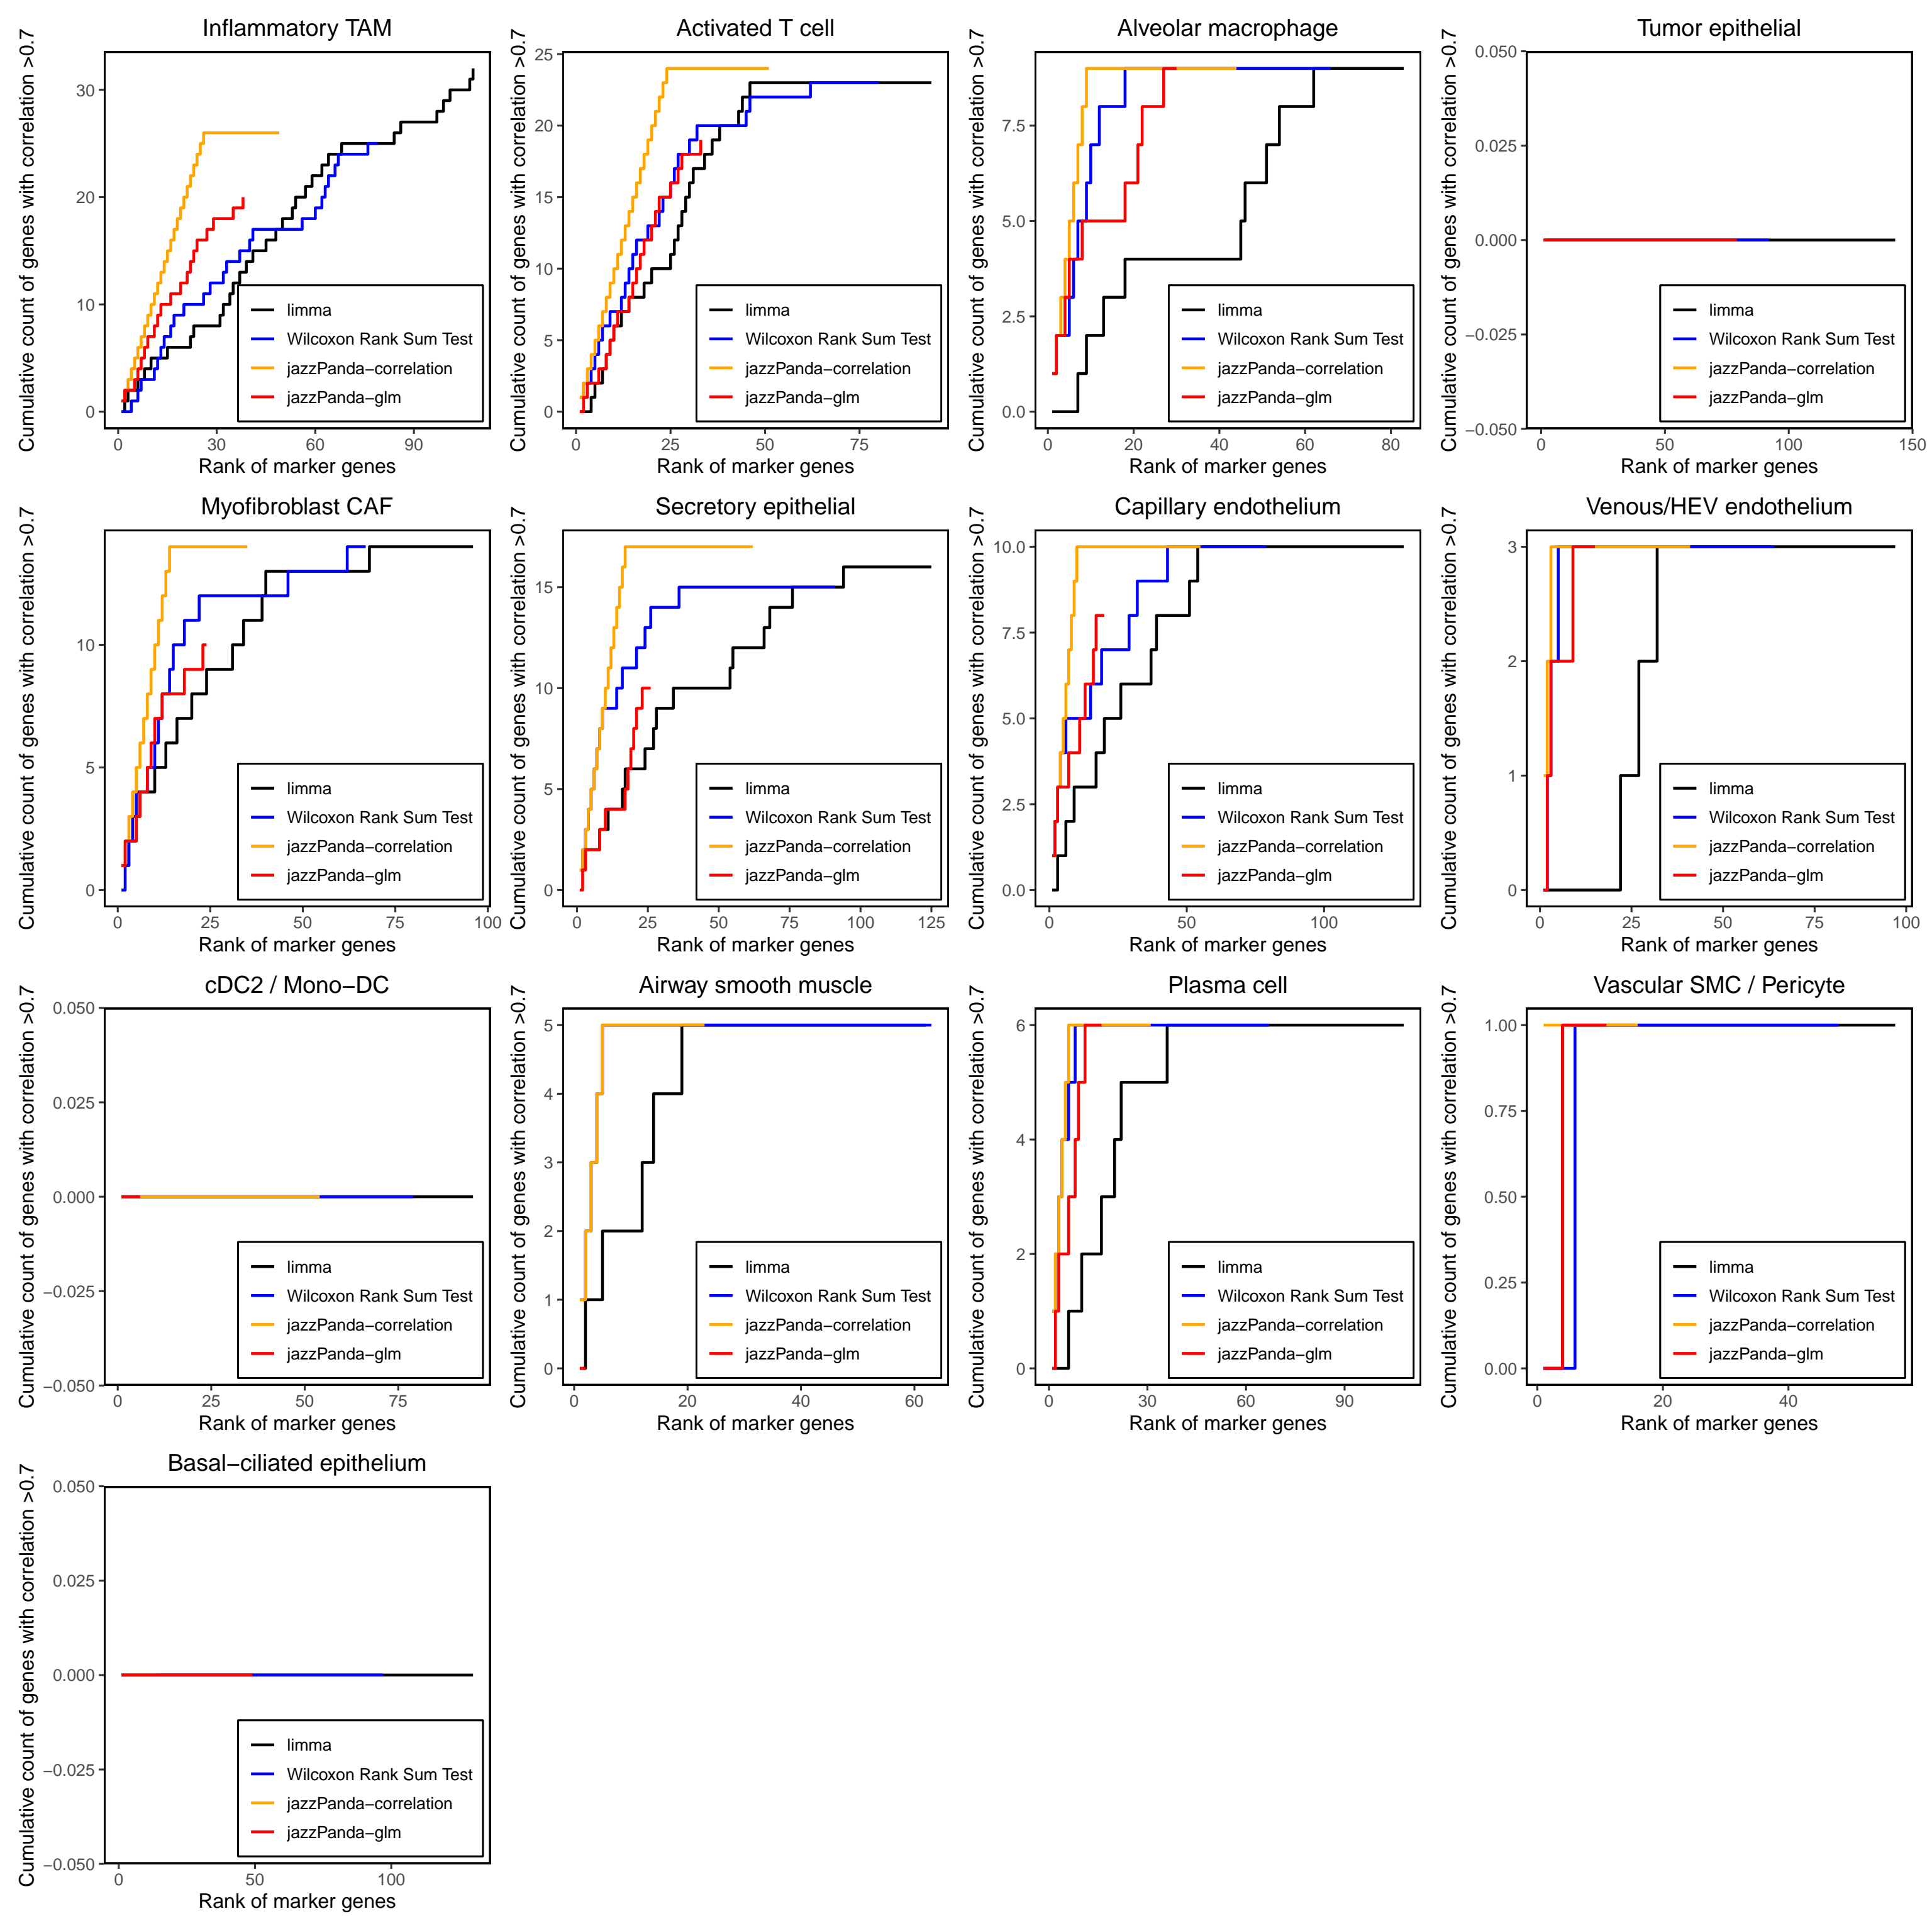 Inflammatory TAM
Cumulative count of genes with correlation >0.7
30
20
10
0
0 30 60 90
Rank of marker genes
limma
Wilcoxon Rank Sum Test
jazzPanda−correlation
jazzPanda−glm
Activated T cell
Cumulative count of genes with correlation >0.7
25
20
15
10
5
0
0 25 50 75
Rank of marker genes
limma
Wilcoxon Rank Sum Test
jazzPanda−correlation
jazzPanda−glm
Alveolar macrophage
Cumulative count of genes with correlation >0.7
7.5
5.0
2.5
0.0
0 20 40 60 80
Rank of marker genes
limma
Wilcoxon Rank Sum Test
jazzPanda−correlation
jazzPanda−glm
Tumor epithelial
Cumulative count of genes with correlation >0.7
0.050
0.025
0.000
−0.025
−0.050
0 50 100 150
Rank of marker genes
limma
Wilcoxon Rank Sum Test
jazzPanda−correlation
jazzPanda−glm
Myofibroblast CAF
Cumulative count of genes with correlation >0.7
10
5
0
0 25 50 75 100
Rank of marker genes
limma
Wilcoxon Rank Sum Test
jazzPanda−correlation
jazzPanda−glm
Secretory epithelial
Cumulative count of genes with correlation >0.7
15
10
5
0
0 25 50 75 100 125
Rank of marker genes
limma
Wilcoxon Rank Sum Test
jazzPanda−correlation
jazzPanda−glm
Capillary endothelium
Cumulative count of genes with correlation >0.7
10.0
7.5
5.0
2.5
0.0
0 50 100
Rank of marker genes
limma
Wilcoxon Rank Sum Test
jazzPanda−correlation
jazzPanda−glm
Venous/HEV endothelium
Cumulative count of genes with correlation >0.7
3
2
1
0
0 25 50 75 100
Rank of marker genes
limma
Wilcoxon Rank Sum Test
jazzPanda−correlation
jazzPanda−glm
cDC2 / Mono−DC
Cumulative count of genes with correlation >0.7
0.050
0.025
0.000
−0.025
−0.050
0 25 50 75
Rank of marker genes
limma
Wilcoxon Rank Sum Test
jazzPanda−correlation
jazzPanda−glm
Airway smooth muscle
Cumulative count of genes with correlation >0.7
5
4
3
2
1
0
0 20 40 60
Rank of marker genes
limma
Wilcoxon Rank Sum Test
jazzPanda−correlation
jazzPanda−glm
Plasma cell
Cumulative count of genes with correlation >0.7
6
4
2
0
0 30 60 90
Rank of marker genes
limma
Wilcoxon Rank Sum Test
jazzPanda−correlation
jazzPanda−glm
Vascular SMC / Pericyte
Cumulative count of genes with correlation >0.7
1.00
0.75
0.50
0.25
0.00
0 20 40
Rank of marker genes
limma
Wilcoxon Rank Sum Test
jazzPanda−correlation
jazzPanda−glm
Basal−ciliated epithelium
Cumulative count of genes with correlation >0.7
0.050
0.025
0.000
−0.025
−0.050
0 50 100
Rank of marker genes
limma
Wilcoxon Rank Sum Test
jazzPanda−correlation
jazzPanda−glm